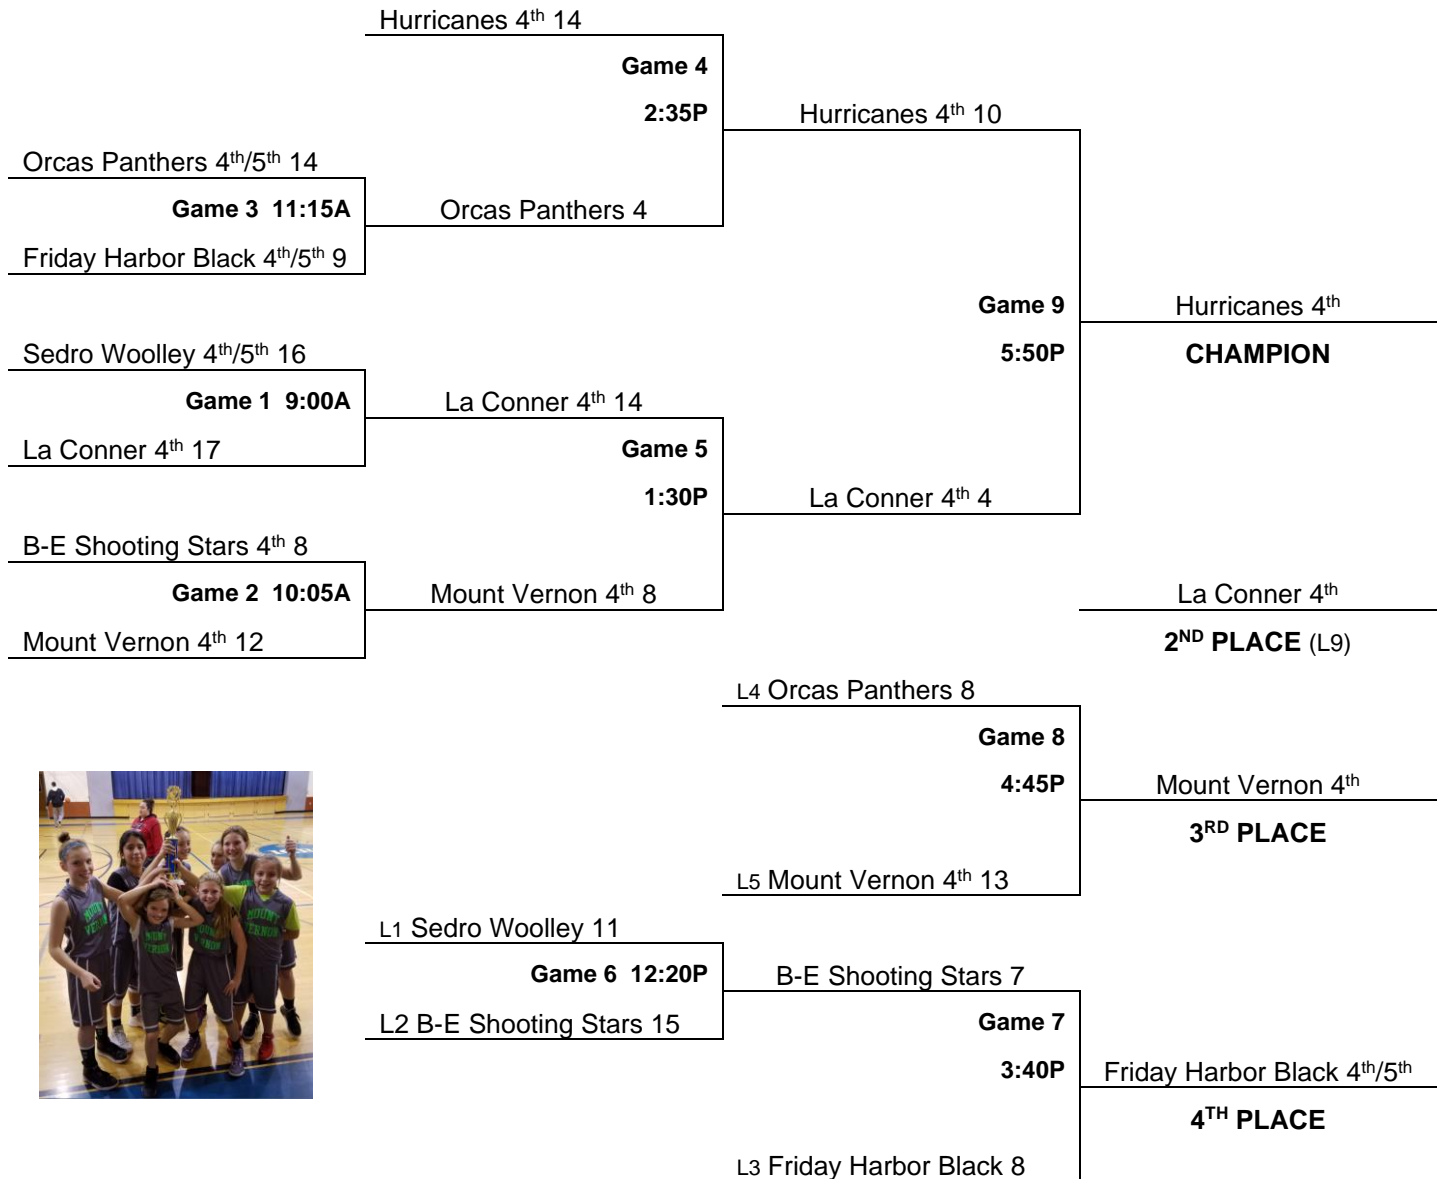 Hurricanes 4th 14
Game 4
2:35P
Hurricanes 4th 10
Orcas Panthers 4th/5th 14
Game 3 11:15A
Orcas Panthers 4
Friday Harbor Black 4th/5th 9
Game 9
Hurricanes 4th
Sedro Woolley 4th/5th 16
5:50P
CHAMPION
Game 1 9:00A
La Conner 4th 14
La Conner 4th 17
Game 5
1:30P
La Conner 4th 4
B-E Shooting Stars 4th 8
Game 2 10:05A
Mount Vernon 4th 8
La Conner 4th
Mount Vernon 4th 12
2ND PLACE (L9)
L4 Orcas Panthers 8
Game 8
4:45P
Mount Vernon 4th
3RD PLACE
L5 Mount Vernon 4th 13
MOUNT
VERNON
MOUNT
VERNON
L1 Sedro Woolley 11
Game 6 12:20P
B-E Shooting Stars 7
L2 B-E Shooting Stars 15
Game 7
3:40P
Friday Harbor Black 4th/5th
4TH PLACE
L3 Friday Harbor Black 8